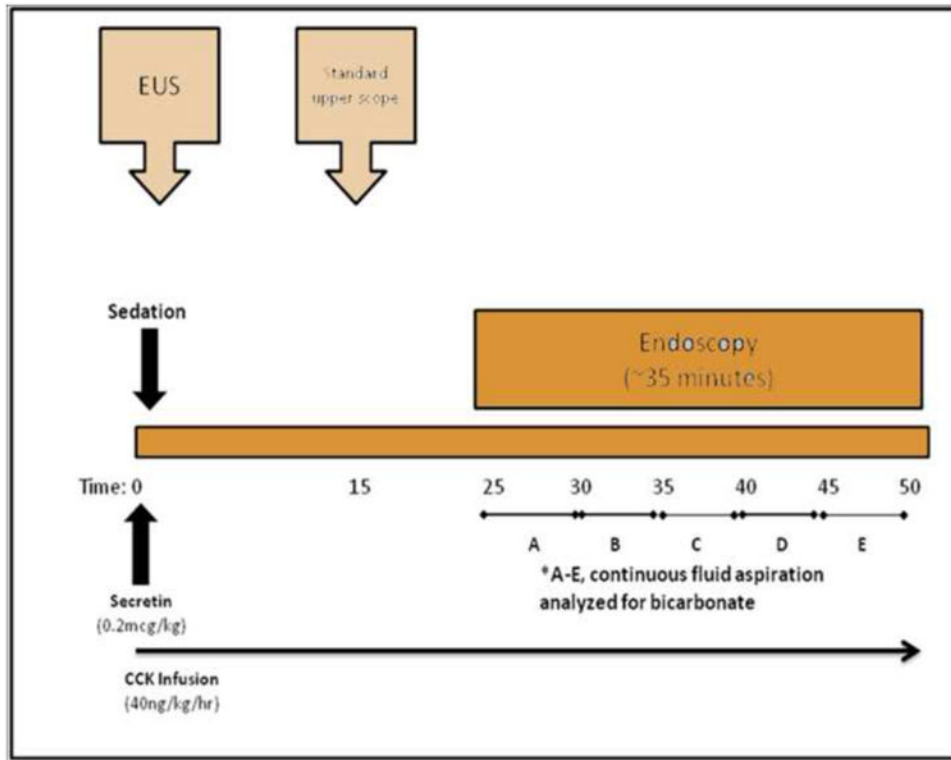 EUS
Standard
upper scope
Sedation
Endoscopy
(~35 minutes)
Time: 0 15 25 30 35 40 45 50
A B C D E
*A-E, continuous fluid aspiration
analyzed for bicarbonate
Secretin
(0.2mcg/kg)
CCK Infusion
(40ng/kg/hr)